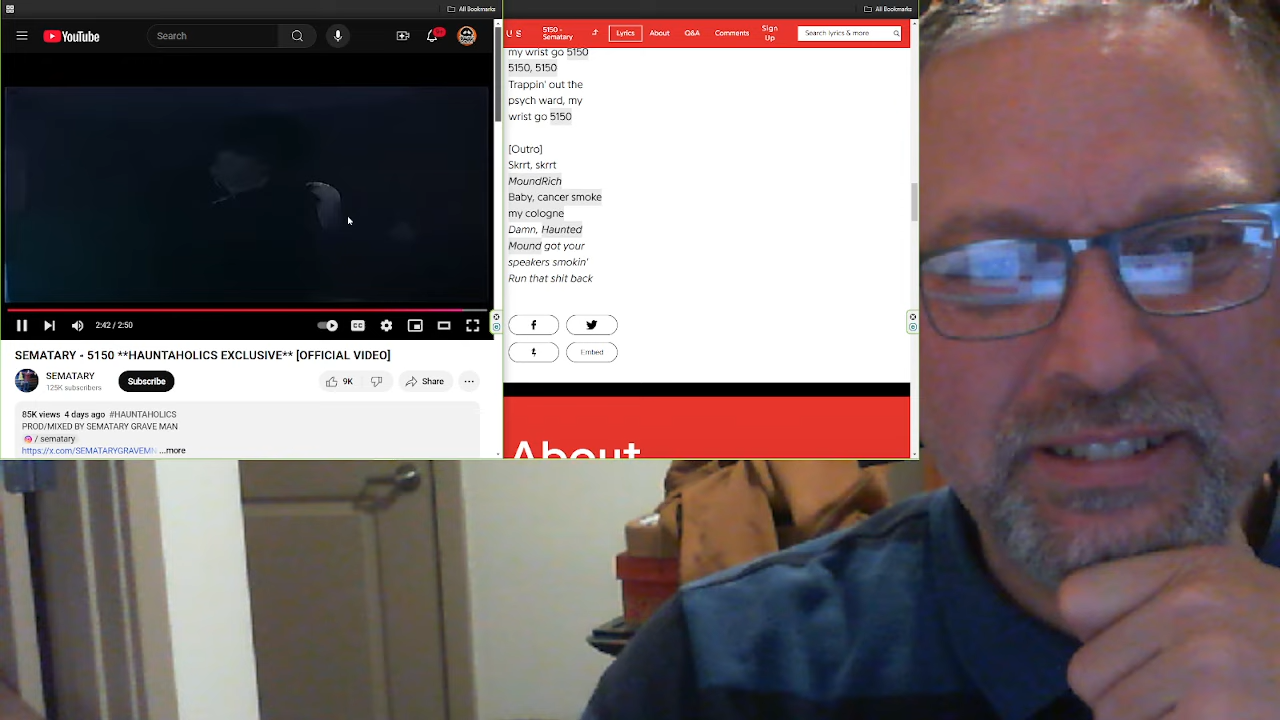 All Bookmarks
YouTube
Search
9+
2:42 / 2:50
SEMATARY - 5150 **HAUNTAHOLICS EXCLUSIVE** [OFFICIAL VIDEO]
SEMATARY
125K subscribers
Subscribe
9K
Share
85K views 4 days ago #HAUNTAHOLICS
PROD/MIXED BY SEMATARY GRAVE MAN
/ sematary
https://x.com/SEMATARYGRAVEMN ...more
All Bookmarks
U S
5150 -
Sematary
Lyrics
About
Q&A
Comments
Sign
Up
Search lyrics & more
my wrist go 5150
5150, 5150
Trappin' out the
psych ward, my
wrist go 5150
[Outro]
Skrrt, skrrt
MoundRich
Baby, cancer smoke
my cologne
Damn, Haunted
Mound got your
speakers smokin'
Run that shit back
Embed
About